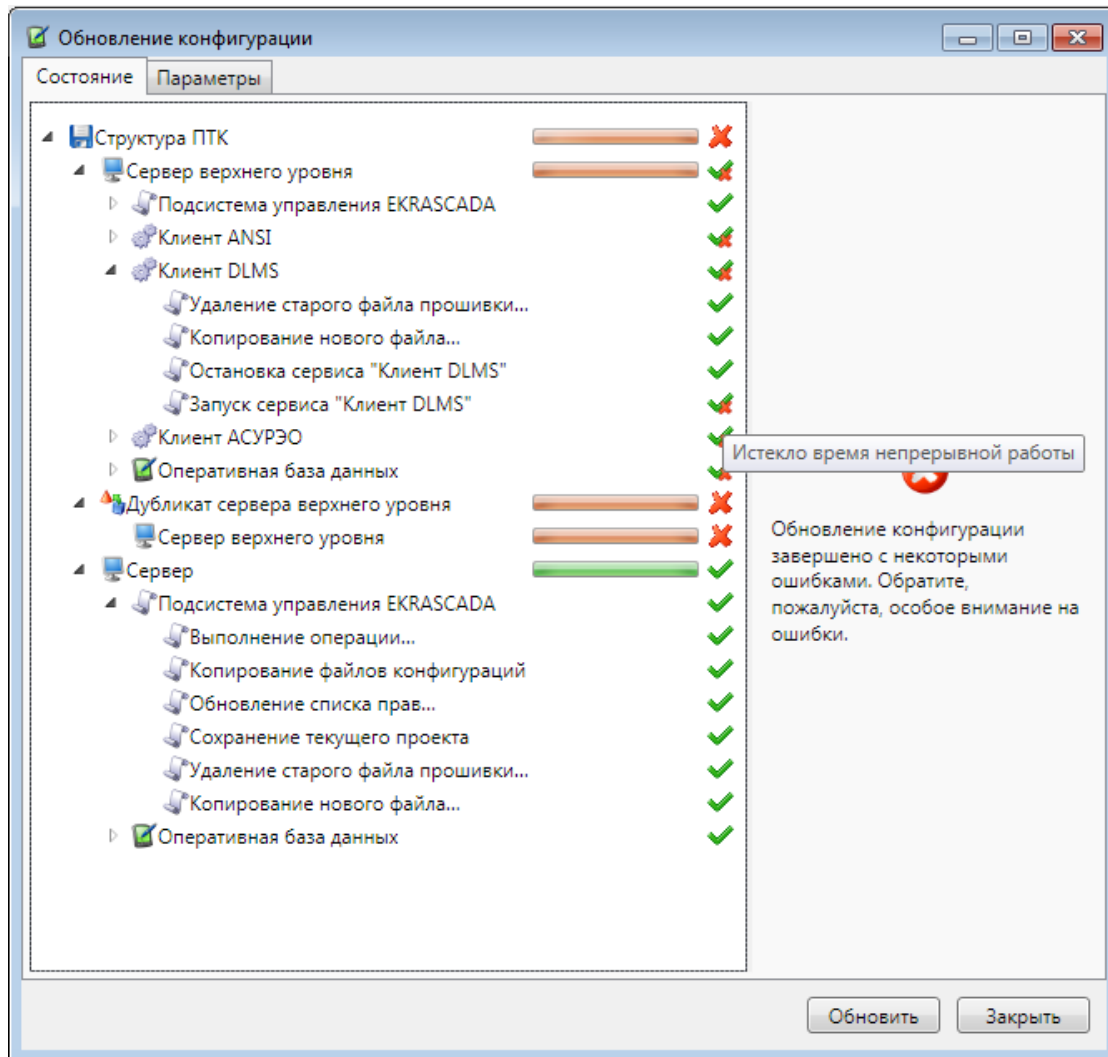 Обновление конфигурации
Состояние
Параметры
Структура ПТК
Сервер верхнего уровня
Подсистема управления EKRASCADA
Клиент ANSI
Клиент DLMS
Удаление старого файла прошивки...
Копирование нового файла...
Остановка сервиса "Клиент DLMS"
Запуск сервиса "Клиент DLMS"
Клиент АСУРЭО
Оперативная база данных
Дубликат сервера верхнего уровня
Сервер верхнего уровня
Сервер
Подсистема управления EKRASCADA
Выполнение операции...
Копирование файлов конфигураций
Обновление списка прав...
Сохранение текущего проекта
Удаление старого файла прошивки...
Копирование нового файла...
Оперативная база данных
Истекло время непрерывной работы
Обновление конфигурации
завершено с некоторыми
ошибками. Обратите,
пожалуйста, особое внимание на
ошибки.
Обновить
Закрыть